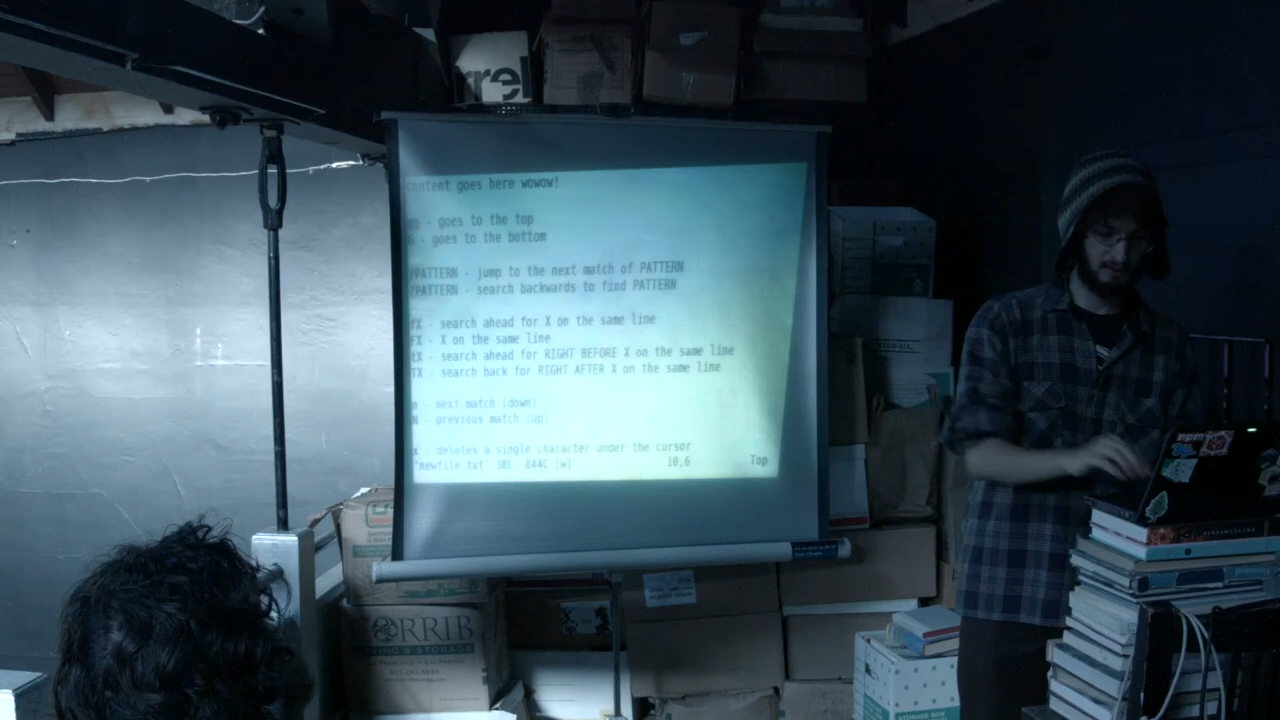 rrel
content goes here wowow!
gg - goes to the top
G - goes to the bottom
/PATTERN - jump to the next match of PATTERN
?PATTERN - search backwards to find PATTERN
fX - search ahead for X on the same line
FX - X on the same line
tX - search ahead for RIGHT BEFORE X on the same line
TX - search back for RIGHT AFTER X on the same line
n - next match (down)
N - previous match (up)
x - deletes a single character under the cursor
"newfile.txt" 38L, 844C [w] 10,6 Top
npm
CORRIB
& STORAGE